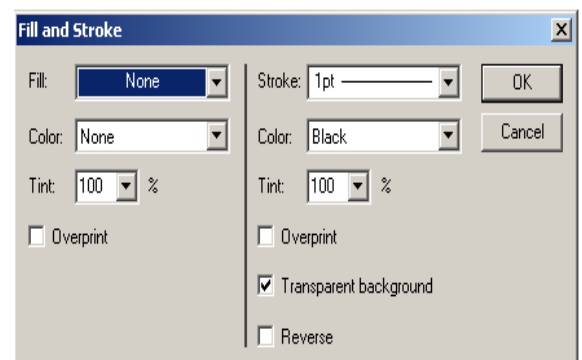 Fill and Stroke
Fill: None
Color: None
Tint: 100 %
Overprint
Stroke: 1pt
Color: Black
Tint: 100 %
Overprint
Transparent background
Reverse
OK
Cancel